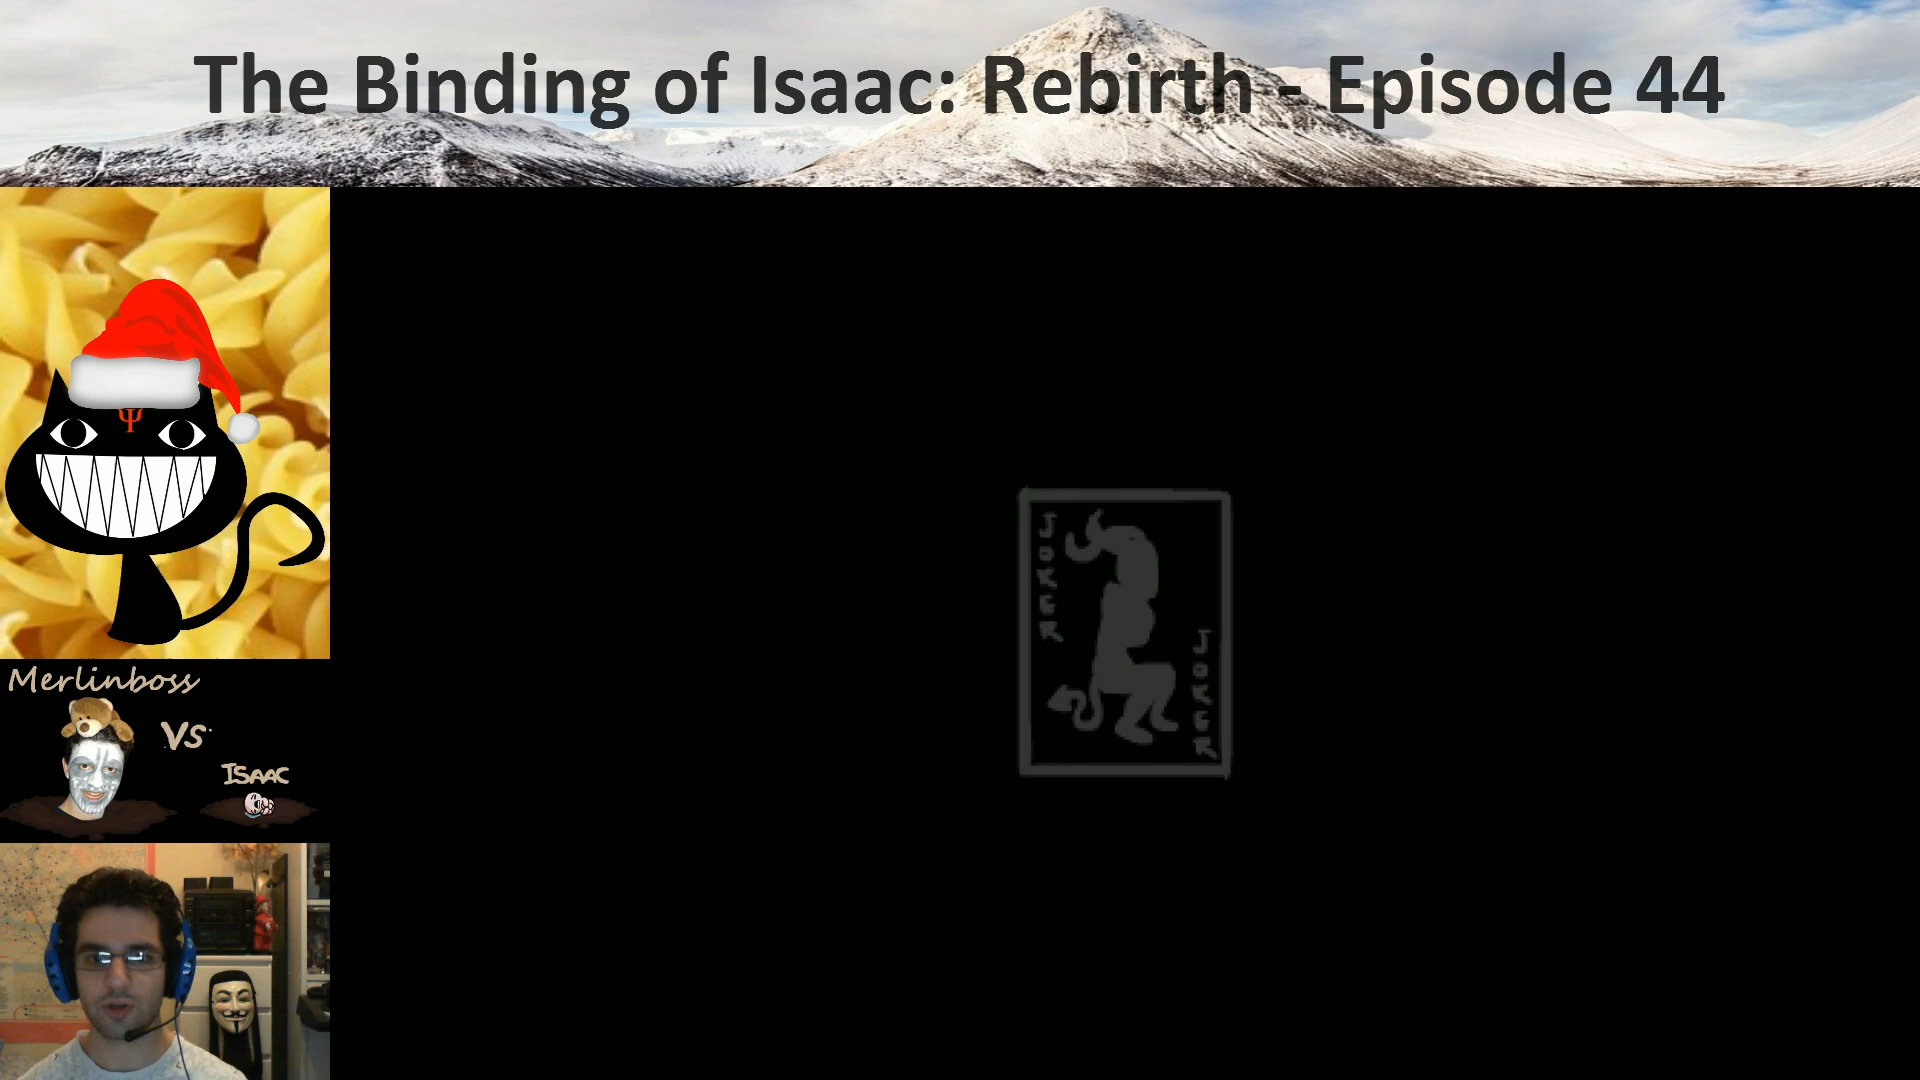 The Binding of Isaac: Rebirth - Episode 44
Ψ
Merlinboss
VS
ISAAC
JOKER
JOKER